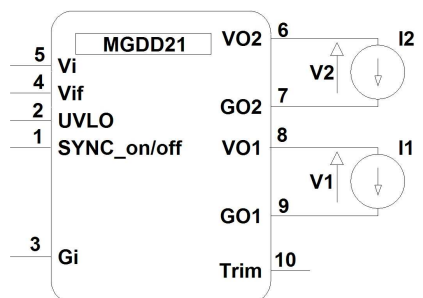 MGDD21
5 Vi
4 Vif
2 UVLO
1 SYNC_on/off
3 Gi
VO2 6
GO2 7
VO1 8
GO1 9
Trim 10
V2
I2
V1
I1